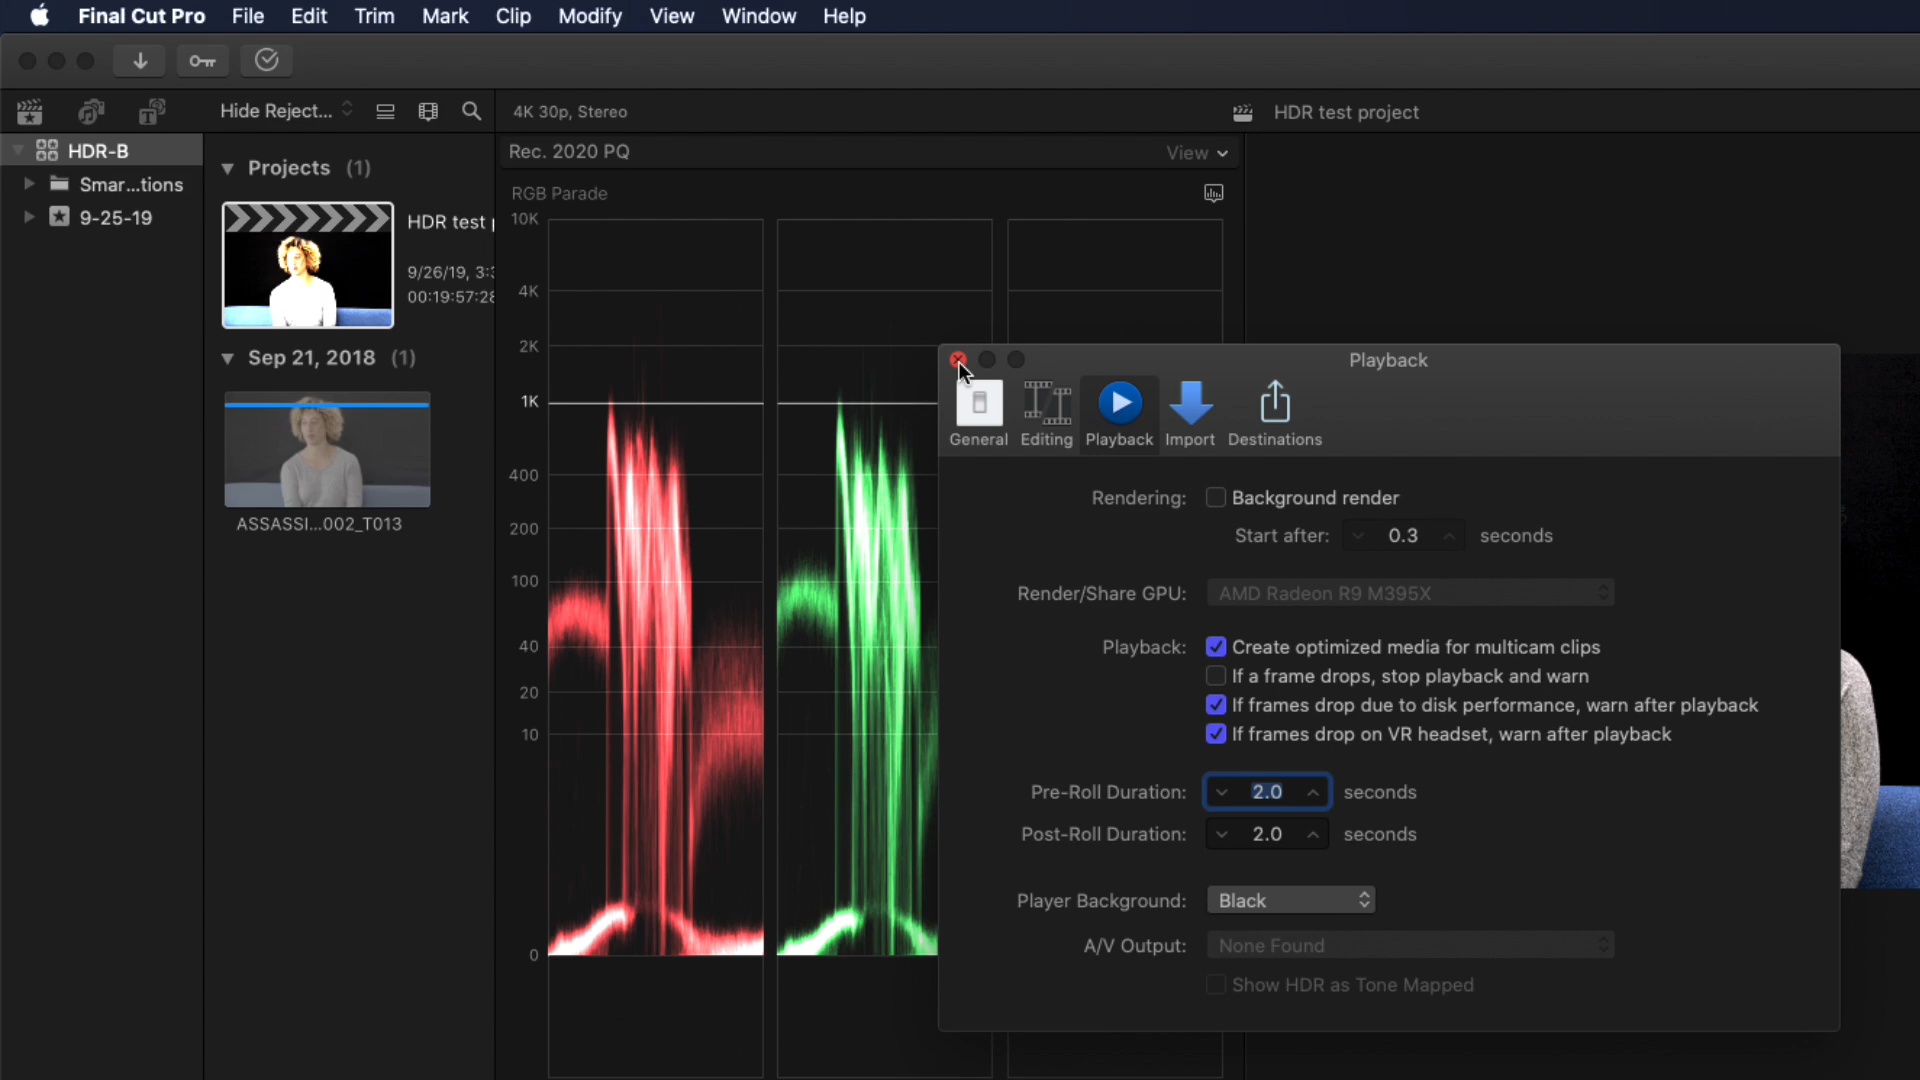 Final Cut Pro File Edit Trim Mark Clip Modify View Window Help
Hide Reject... 4K 30p, Stereo HDR test project
HDR-B
Smar...tions
9-25-19
Projects (1)
HDR test
9/26/19, 3:3
00:19:57:28
Sep 21, 2018 (1)
ASSASSI...002_T013
Rec. 2020 PQ View
RGB Parade
10K
4K
2K
1K
400
200
100
40
20
10
0
Playback
General Editing Playback Import Destinations
Rendering: Background render
Start after: 0.3 seconds
Render/Share GPU: AMD Radeon R9 M395X
Playback: Create optimized media for multicam clips
If a frame drops, stop playback and warn
If frames drop due to disk performance, warn after playback
If frames drop on VR headset, warn after playback
Pre-Roll Duration: 2.0 seconds
Post-Roll Duration: 2.0 seconds
Player Background: Black
A/V Output: None Found
Show HDR as Tone Mapped